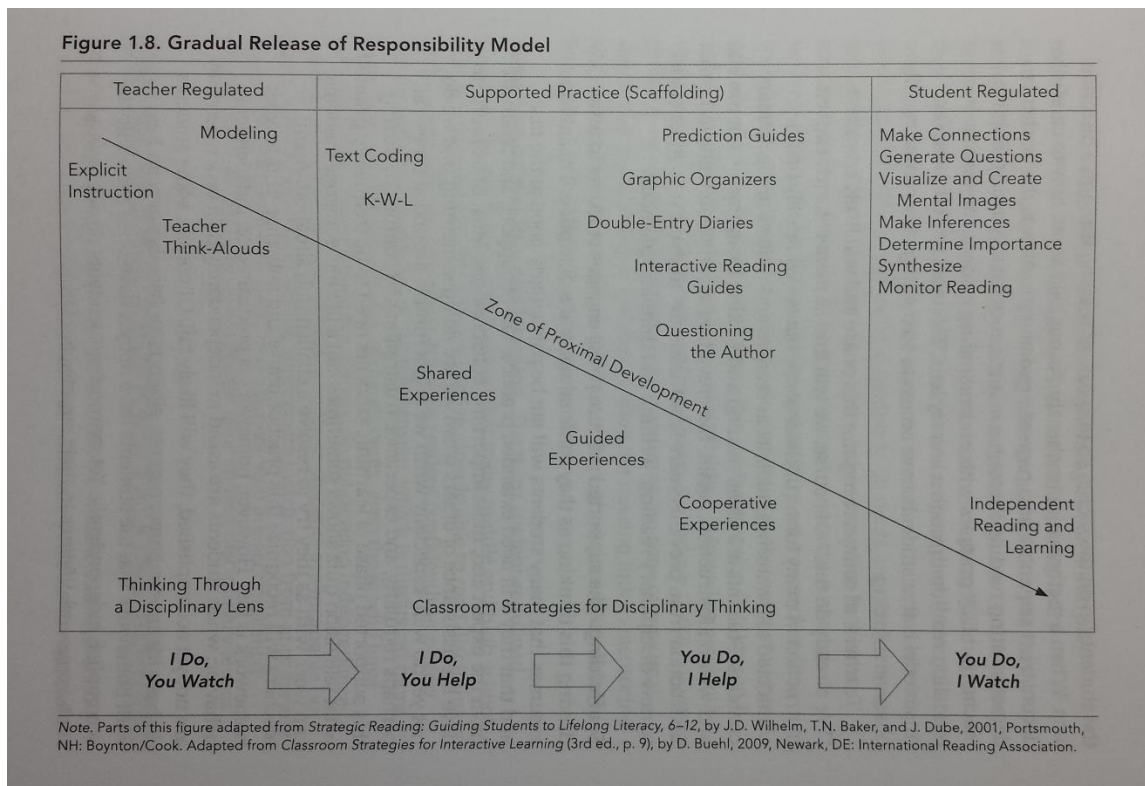 Figure 1.8. Gradual Release of Responsibility Model
Teacher Regulated
Supported Practice (Scaffolding)
Student Regulated
Modeling
Explicit
Instruction
Teacher
Think-Alouds
Thinking Through
a Disciplinary Lens
Text Coding
K-W-L
Prediction Guides
Graphic Organizers
Double-Entry Diaries
Interactive Reading
Guides
Questioning
the Author
Zone of Proximal Development
Shared
Experiences
Guided
Experiences
Cooperative
Experiences
Classroom Strategies for Disciplinary Thinking
Make Connections
Generate Questions
Visualize and Create
Mental Images
Make Inferences
Determine Importance
Synthesize
Monitor Reading
Independent
Reading and
Learning
I Do,
You Watch
I Do,
You Help
You Do,
I Help
You Do,
I Watch
Note. Parts of this figure adapted from Strategic Reading: Guiding Students to Lifelong Literacy, 6–12, by J.D. Wilhelm, T.N. Baker, and J. Dube, 2001, Portsmouth,
NH: Boynton/Cook. Adapted from Classroom Strategies for Interactive Learning (3rd ed., p. 9), by D. Buehl, 2009, Newark, DE: International Reading Association.